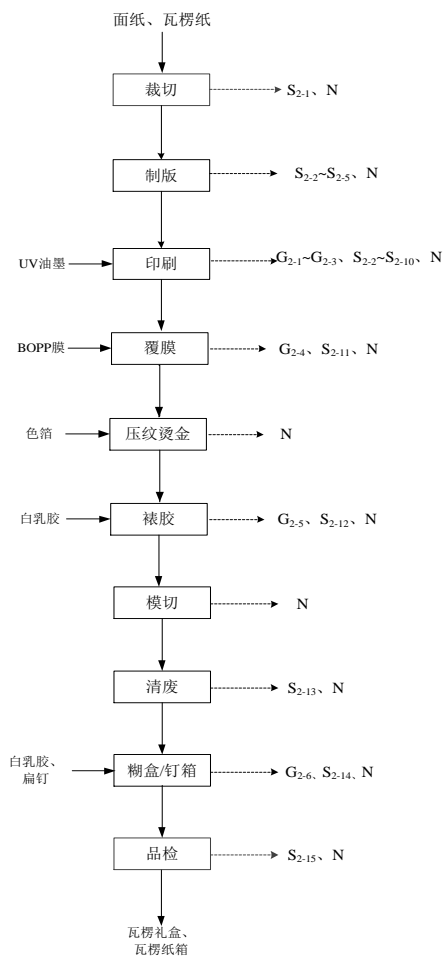 面纸、瓦楞纸
裁切
S2-1、N
制版
S2-2~S2-5、N
UV油墨
印刷
G2-1~G2-3、S2-2~S2-10、N
BOPP膜
覆膜
G2-4、S2-11、N
色箔
压纹烫金
N
白乳胶
裱胶
G2-5、S2-12、N
模切
N
清废
S2-13、N
白乳胶、
扁钉
糊盒/钉箱
G2-6、S2-14、N
品检
S2-15、N
瓦楞礼盒、
瓦楞纸箱